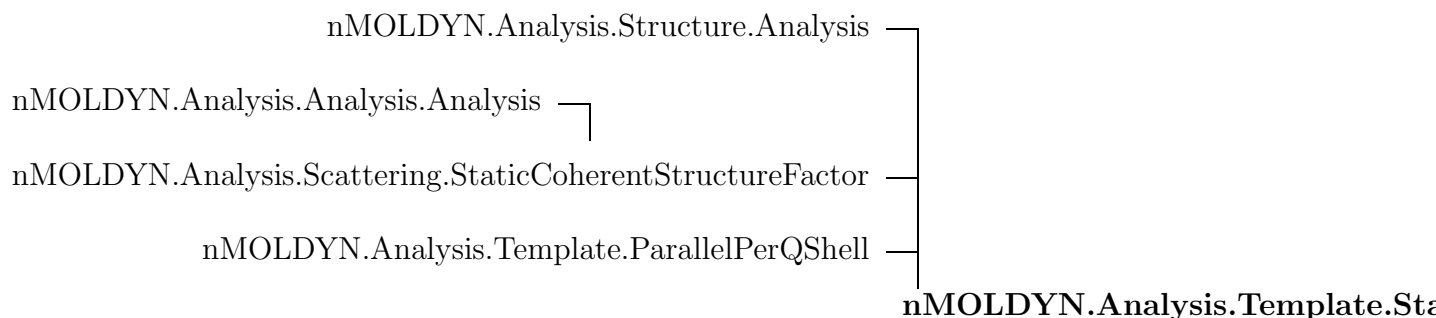 nMOLDYN.Analysis.Structure.Analysis
nMOLDYN.Analysis.Analysis.Analysis
nMOLDYN.Analysis.Scattering.StaticCoherentStructureFactor
nMOLDYN.Analysis.Template.ParallelPerQShell
nMOLDYN.Analysis.Template.Sta